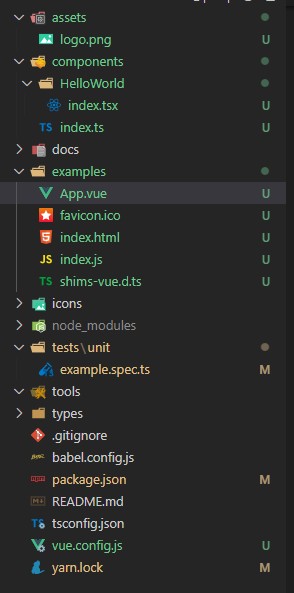 assets
logo.png U
components
HelloWorld
index.tsx U
TS index.ts U
docs
examples
App.vue U
favicon.ico U
index.html U
JS index.js U
TS shims-vue.d.ts U
icons
node_modules
tests\unit
example.spec.ts M
tools
types
.gitignore
babel.config.js
package.json M
README.md
TS tsconfig.json
vue.config.js U
yarn.lock M